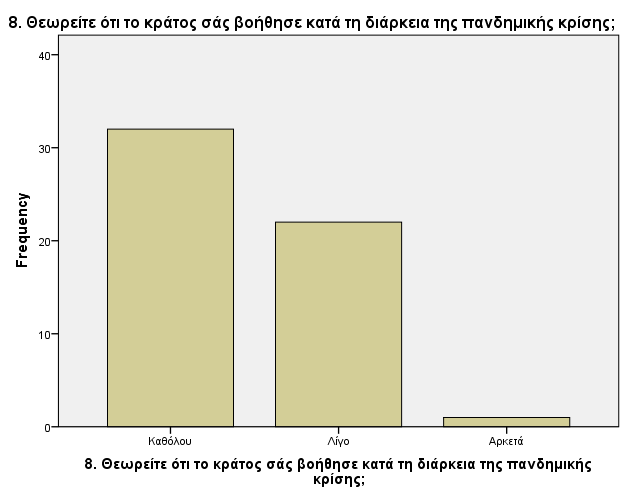 8. Θεωρείτε ότι το κράτος σάς βοήθησε κατά τη διάρκεια της πανδημικής κρίσης;
40
30
20
10
0
Frequency
Καθόλου
Λίγο
Αρκετά
8. Θεωρείτε ότι το κράτος σάς βοήθησε κατά τη διάρκεια της πανδημικής
κρίσης;